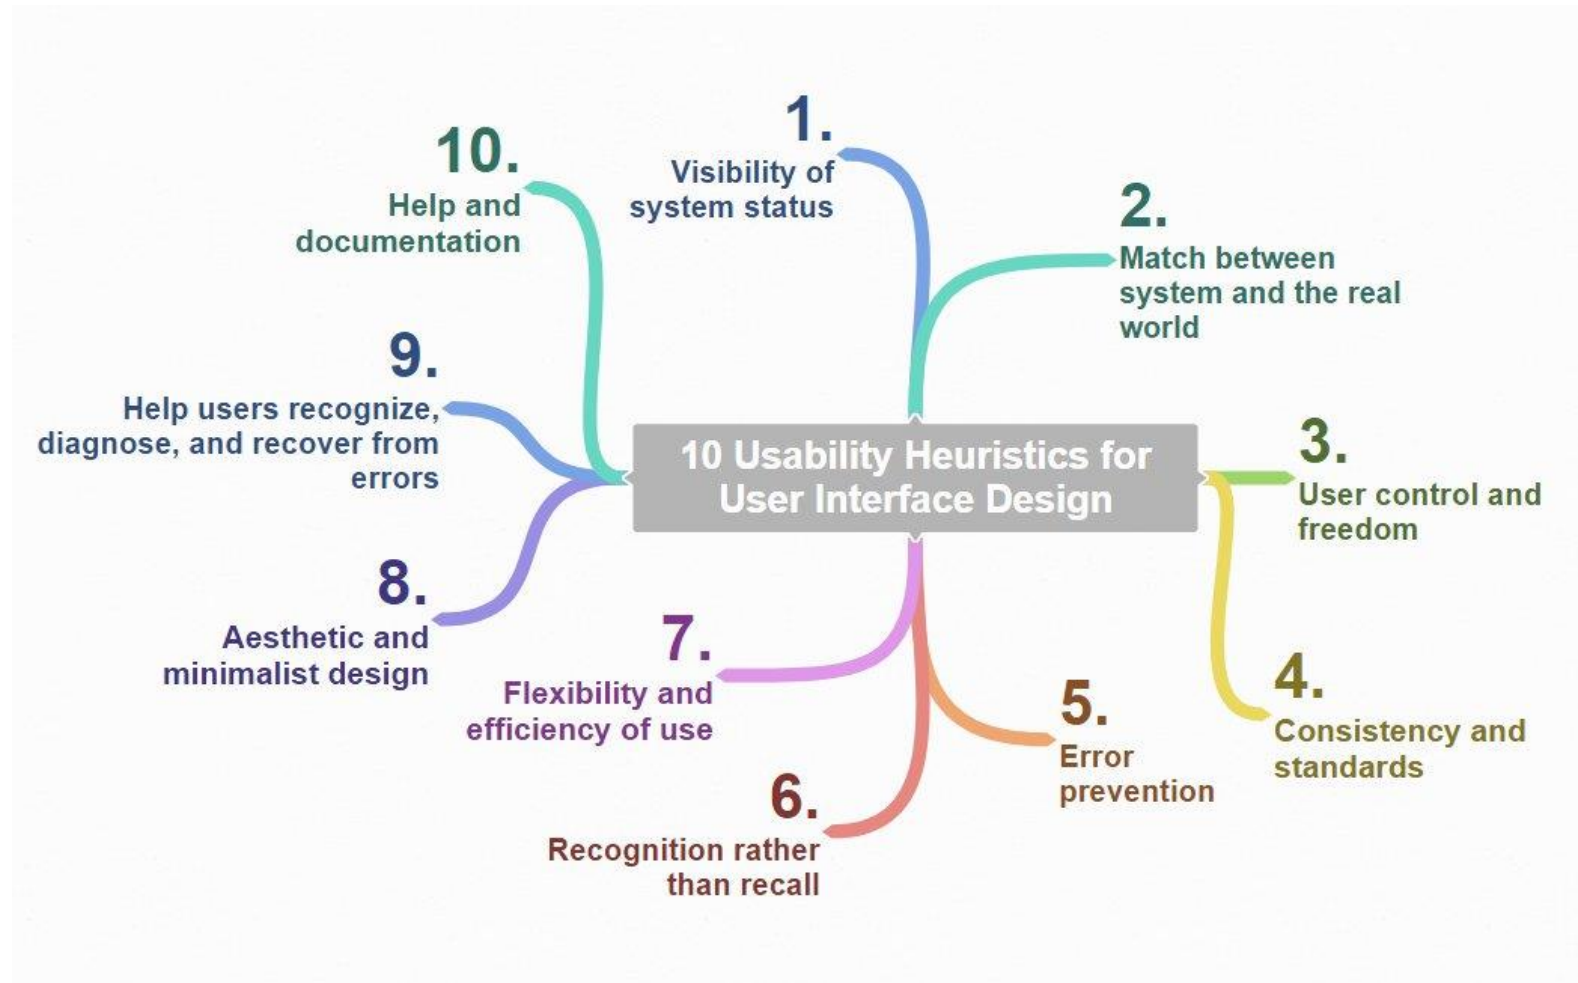 10 Usability Heuristics for
User Interface Design
1.
Visibility of
system status
2.
Match between
system and the real
world
3.
User control and
freedom
4.
Consistency and
standards
5.
Error
prevention
6.
Recognition rather
than recall
7.
Flexibility and
efficiency of use
8.
Aesthetic and
minimalist design
9.
Help users recognize,
diagnose, and recover from
errors
10.
Help and
documentation